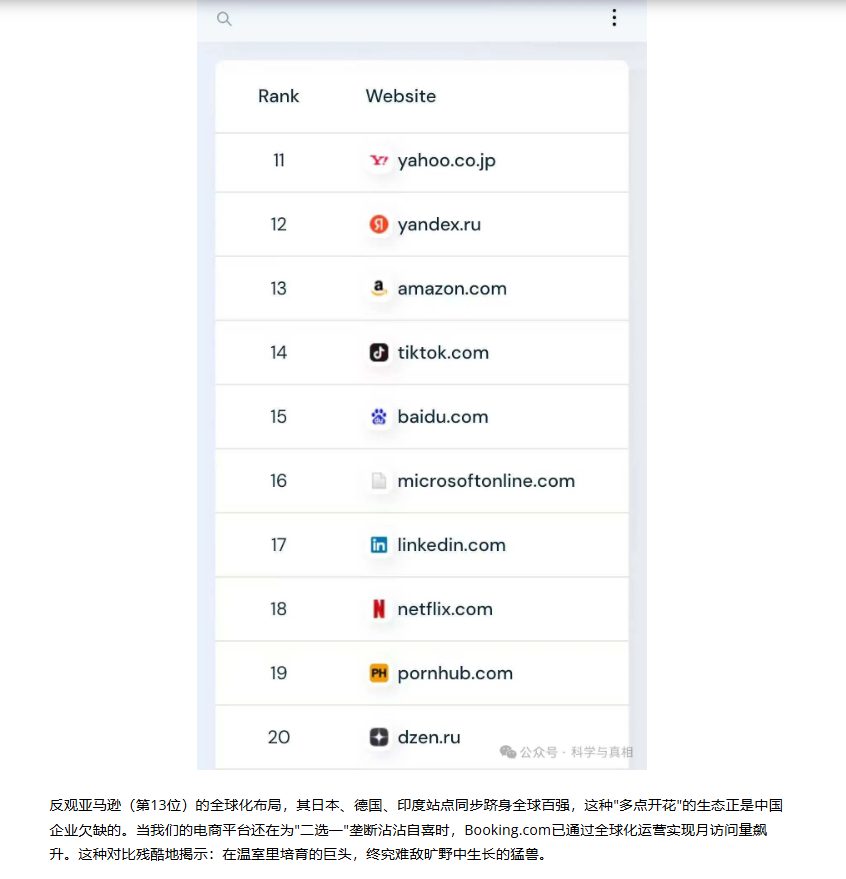 Rank Website
11 yahoo.co.jp
12 yandex.ru
13 amazon.com
14 tiktok.com
15 baidu.com
16 microsoftonline.com
17 linkedin.com
18 netflix.com
19 PH pornhub.com
20 dzen.ru
公众号 · 科学与真相
反观亚马逊（第13位）的全球化布局，其日本、德国、印度站点同步跻身全球百强，这种"多点开花"的生态正是中国
企业欠缺的。当我们的电商平台还在为"二选一"垄断沾沾自喜时，Booking.com已通过全球化运营实现月访问量飙
升。这种对比残酷地揭示：在温室里培育的巨头，终究难敌旷野中生长的猛兽。